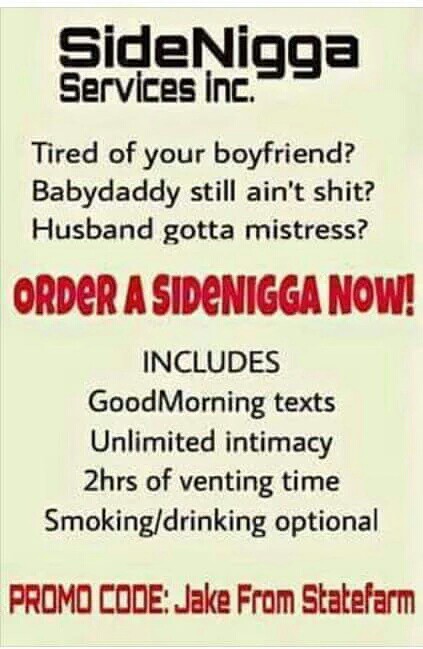 SideNigga
Services inc.
Tired of your boyfriend?
Babydaddy still ain't shit?
Husband gotta mistress?
ORDER A SIDENIGGA NOW!
INCLUDES
GoodMorning texts
Unlimited intimacy
2hrs of venting time
Smoking/drinking optional
PROMO CODE: Jake From Statefarm